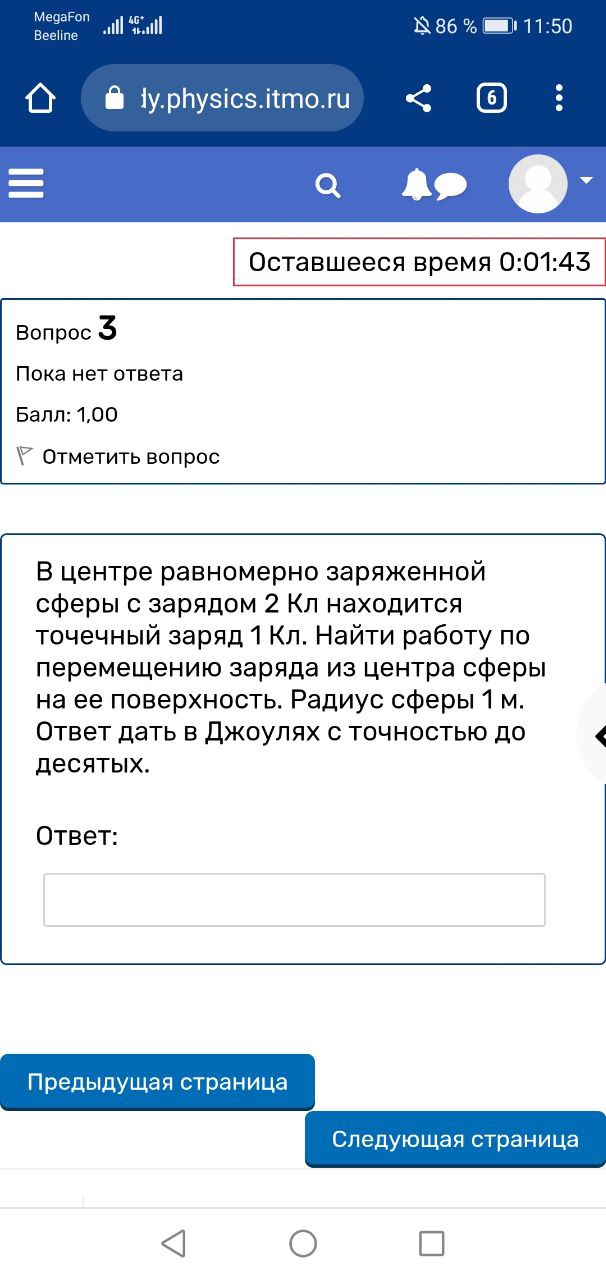 MegaFon
Beeline
4G+
86 %
11:50
dy.physics.itmo.ru
6
Оставшееся время 0:01:43
Вопрос 3
Пока нет ответа
Балл: 1,00
Отметить вопрос
В центре равномерно заряженной
сферы с зарядом 2 Кл находится
точечный заряд 1 Кл. Найти работу по
перемещению заряда из центра сферы
на ее поверхность. Радиус сферы 1 м.
Ответ дать в Джоулях с точностью до
десятых.
Ответ:
Предыдущая страница
Следующая страница